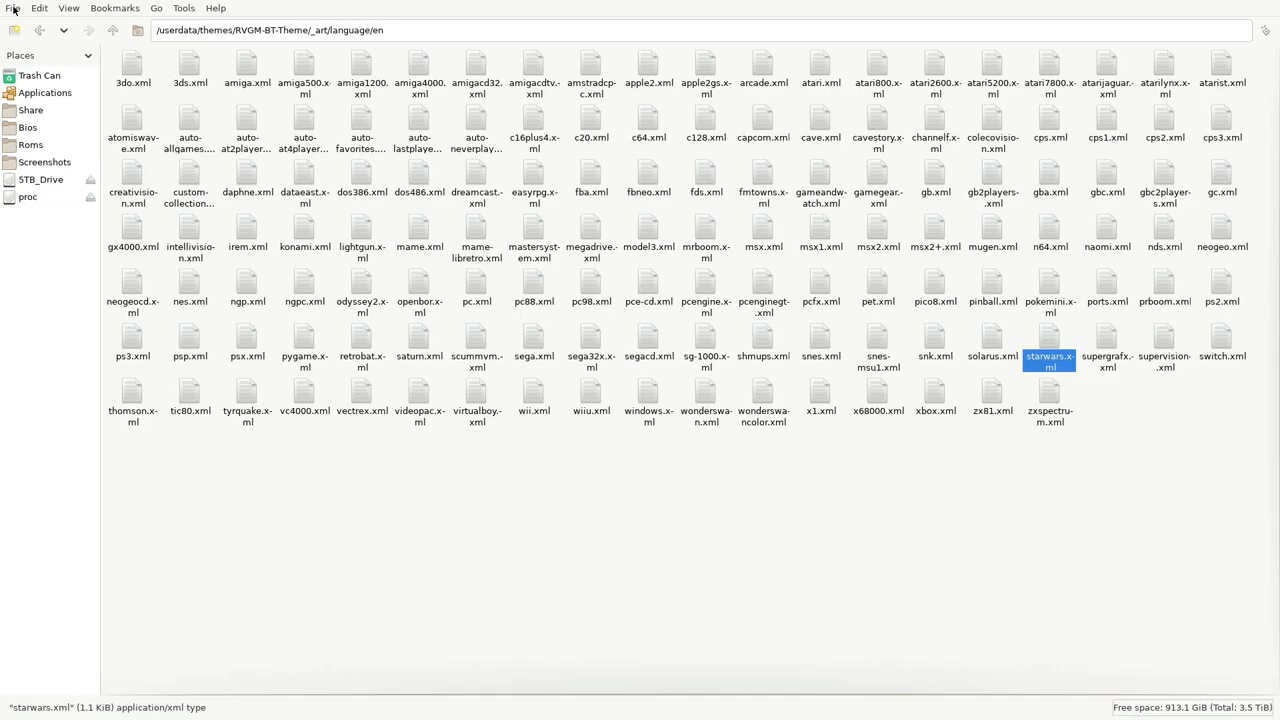 File Edit View Bookmarks Go Tools Help
/userdata/themes/RVGM-BT-Theme/_art/language/en
Places
Trash Can
Applications
Share
Bios
Roms
Screenshots
5TB_Drive
proc
3do.xml 3ds.xml amiga.xml amiga500.xml amiga1200. amiga4000. amigacd32. amigacdtv.- amstradcp- apple2.xml apple2gs.x- arcade.xml atari.xml atari800.x- atari2600.x- atari5200.x- atari7800.x- atarijaguar.- atarilynx.x- atarist.xml
xml xml xml xml c.xml ml ml ml ml ml xml ml
atomiswav- auto- auto- auto- auto- auto- auto- c16plus4.x- c20.xml c64.xml c128.xml capcom.xml cave.xml cavestory.x- channelf.x- colecovisio- cps.xml cps1.xml cps2.xml cps3.xml
e.xml allgames.... at2player... at4player... favorites.... lastplaye... neverplay... ml ml ml n.xml
creativisio- custom- daphne.xml dataeast.x- dos386.xml dos486.xml dreamcast.- easyrpg.x- fba.xml fbneo.xml fds.xml fmtowns.x- gameandw- gamegear.- gb.xml gb2players- gba.xml gbc.xml gbc2player- gc.xml
n.xml collection... ml xml ml ml atch.xml xml .xml s.xml
gx4000.xml intellivisio- irem.xml konami.xml lightgun.x- mame.xml mame- mastersyst- megadrive.- model3.xml mrboom.x- msx.xml msx1.xml msx2.xml msx2+.xml mugen.xml n64.xml naomi.xml nds.xml neogeo.xml
n.xml ml libretro.xml em.xml xml ml
neogeocd.x- nes.xml ngp.xml ngpc.xml odyssey2.x- openbor.x- pc.xml pc88.xml pc98.xml pce-cd.xml pcengine.x- pcenginegt- pcfx.xml pet.xml pico8.xml pinball.xml pokemini.x- ports.xml prboom.xml ps2.xml
ml ml ml ml .xml ml
ps3.xml psp.xml psx.xml pygame.x- retrobat.x- saturn.xml scummvm.- sega.xml sega32x.x- segacd.xml sg-1000.x- shmups.xml snes.xml snes- snk.xml solarus.xml starwars.x- supergrafx.- supervision- switch.xml
ml ml xml ml ml msu1.xml ml xml .xml
thomson.x- tic80.xml tyrquake.x- vc4000.xml vectrex.xml videopac.x- virtualboy.- wii.xml wiiu.xml windows.x- wonderswa- wonderswa- x1.xml x68000.xml xbox.xml zx81.xml zxspectru-
ml ml ml xml ml n.xml ncolor.xml m.xml
"starwars.xml" (1.1 KiB) application/xml type
Free space: 913.1 GiB (Total: 3.5 TiB)